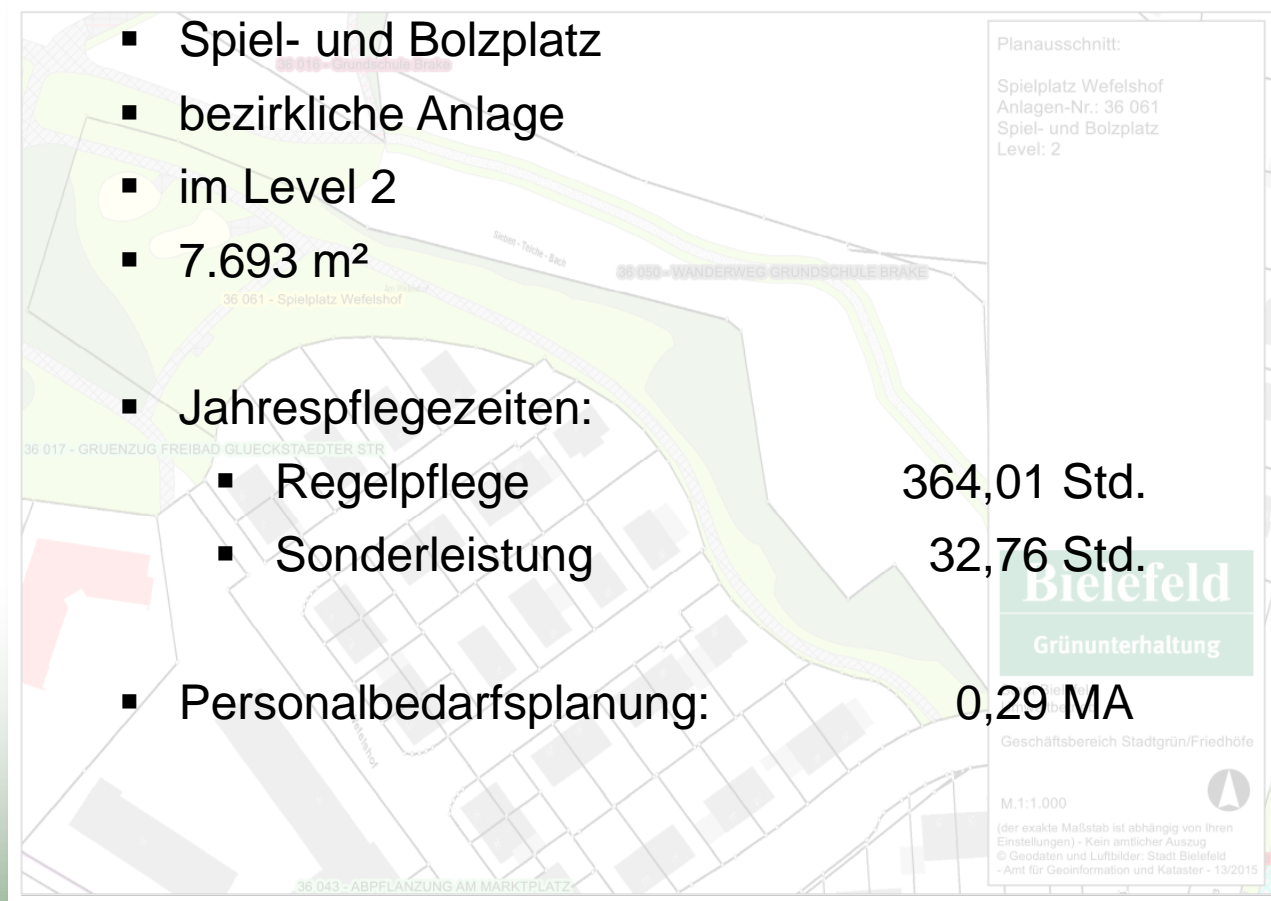 ▪ Spiel- und Bolzplatz
36 016 - Grundschule Brake
▪ bezirkliche Anlage
▪ im Level 2
Sieben - Teiche - Bach
▪ 7.693 m²
36 050 - WANDERWEG GRUNDSCHULE BRAKE
36 061 - Spielplatz Wefelshof
▪ Jahrespflegezeiten:
36 017 - GRUENZUG FREIBAD GLUECKSTAEDTER STR
▪ Regelpflege 364,01 Std.
▪ Sonderleistung 32,76 Std.
▪ Personalbedarfsplanung: 0,29 MA
36 043 - ABPFLANZUNG AM MARKTPLATZ
Planausschnitt:
Spielplatz Wefelshof
Anlagen-Nr.: 36 061
Spiel- und Bolzplatz
Level: 2
Bielefeld
Grünunterhaltung
Geschäftsbereich Stadtgrün/Friedhöfe
M.1:1.000
(der exakte Maßstab ist abhängig von Ihren
Einstellungen) - Kein amtlicher Auszug
© Geodaten und Luftbilder: Stadt Bielefeld
- Amt für Geoinformation und Kataster - 13/2015